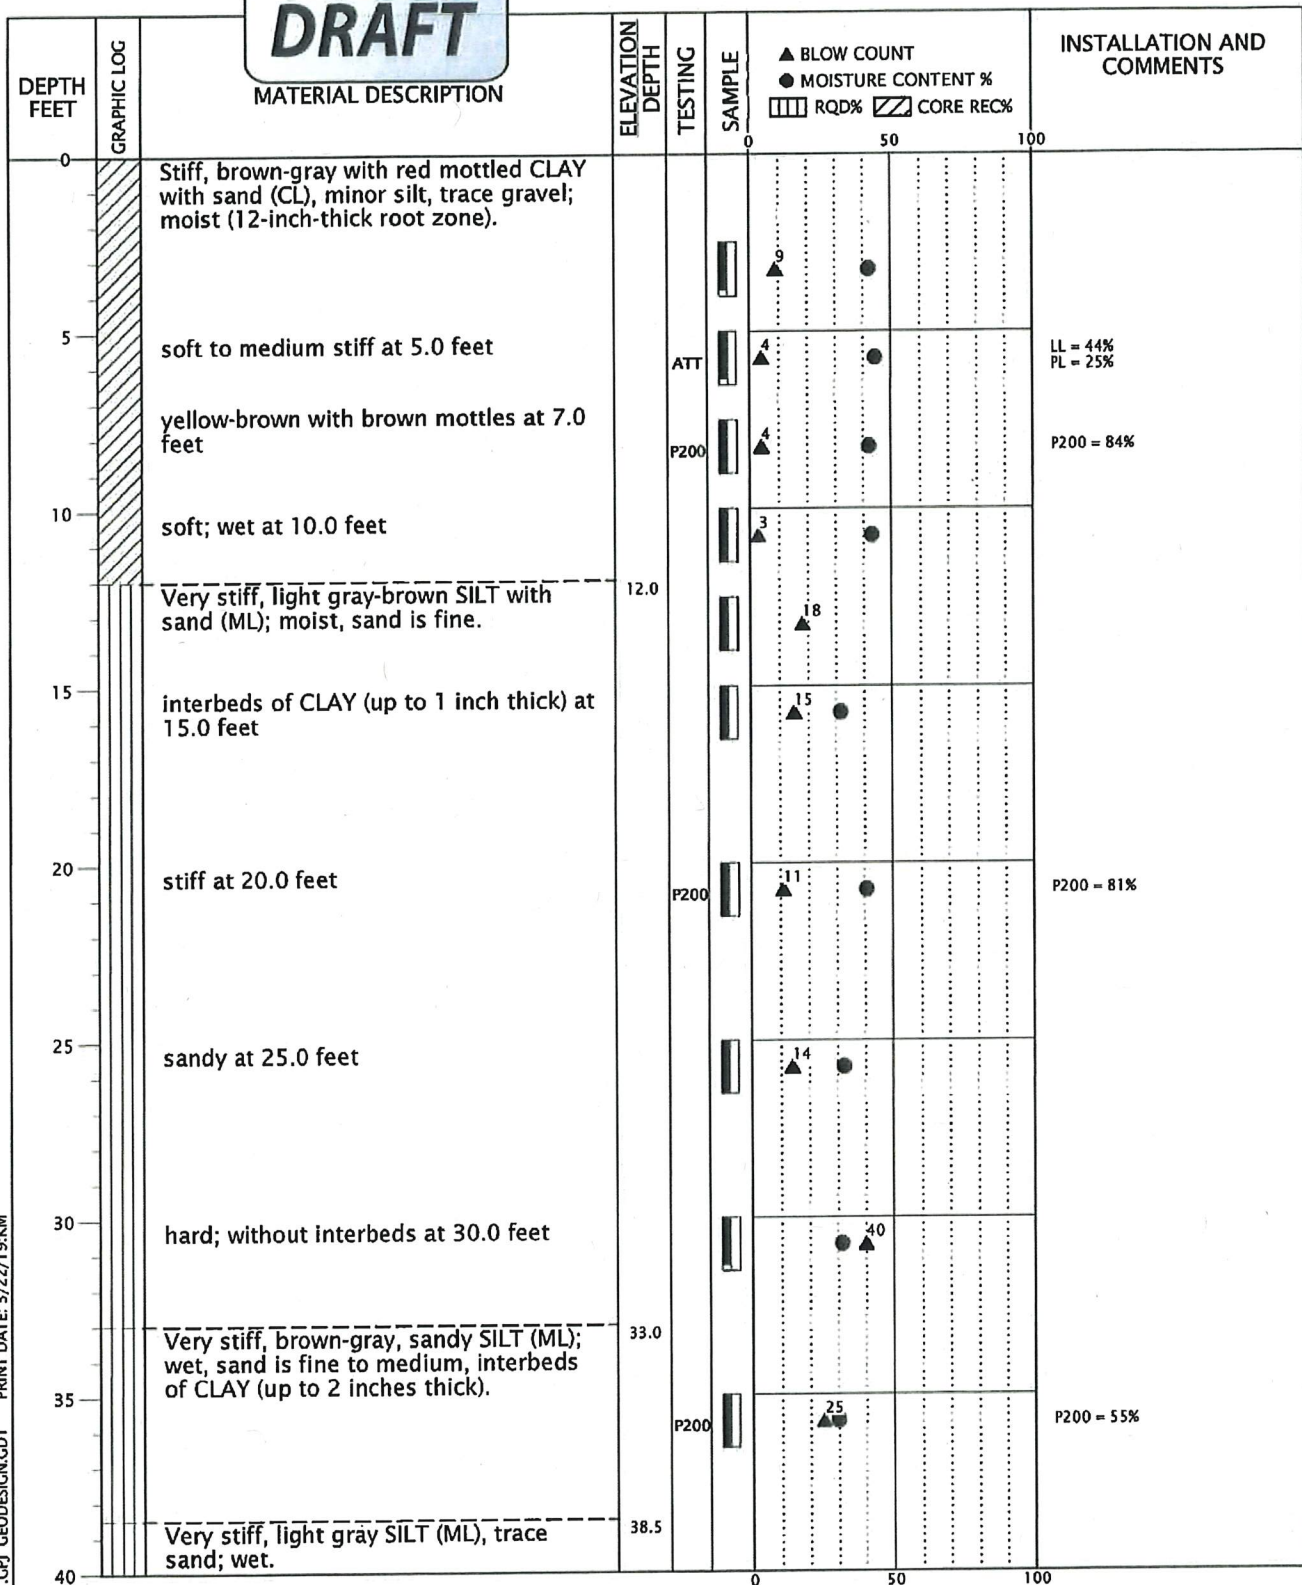 DRAFT
DEPTH
FEET
GRAPHIC LOG
MATERIAL DESCRIPTION
ELEVATION
DEPTH
TESTING
SAMPLE
▲ BLOW COUNT
● MOISTURE CONTENT %
RQD% CORE REC%
INSTALLATION AND
COMMENTS
0 50 100
0
Stiff, brown-gray with red mottled CLAY
with sand (CL), minor silt, trace gravel;
moist (12-inch-thick root zone).
9
5
soft to medium stiff at 5.0 feet
ATT
4
LL = 44%
PL = 25%
yellow-brown with brown mottles at 7.0
feet
P200
4
P200 = 84%
10
soft; wet at 10.0 feet
3
12.0
Very stiff, light gray-brown SILT with
sand (ML); moist, sand is fine.
18
15
interbeds of CLAY (up to 1 inch thick) at
15.0 feet
15
20
stiff at 20.0 feet
P200
11
P200 = 81%
25
sandy at 25.0 feet
14
30
hard; without interbeds at 30.0 feet
40
33.0
Very stiff, brown-gray, sandy SILT (ML);
wet, sand is fine to medium, interbeds
of CLAY (up to 2 inches thick).
35
P200
25
P200 = 55%
38.5
Very stiff, light gray SILT (ML), trace
sand; wet.
40
0 50 100
.GPJ GEODESIGN.GDT PRINT DATE: 5/22/19:KM